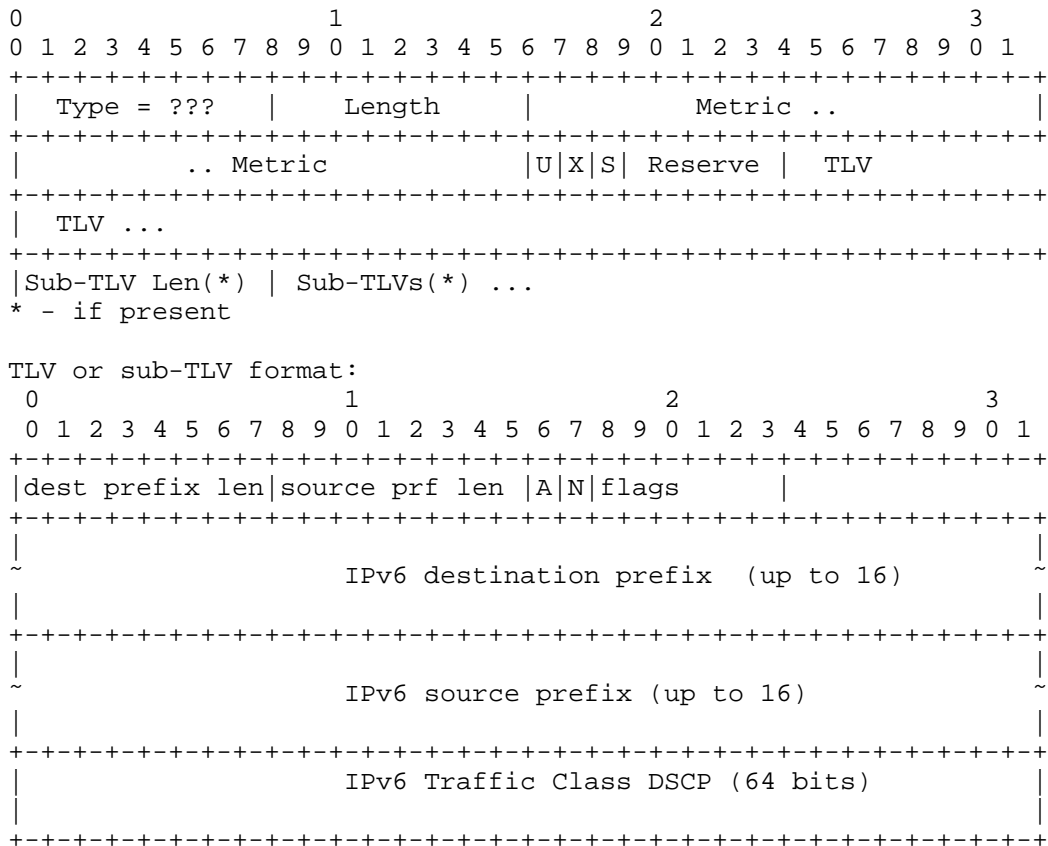 0                   1                   2                   3
0 1 2 3 4 5 6 7 8 9 0 1 2 3 4 5 6 7 8 9 0 1 2 3 4 5 6 7 8 9 0 1
+-+-+-+-+-+-+-+-+-+-+-+-+-+-+-+-+-+-+-+-+-+-+-+-+-+-+-+-+-+-+-+-+
|  Type = ???   |    Length     |          Metric ..            |
+-+-+-+-+-+-+-+-+-+-+-+-+-+-+-+-+-+-+-+-+-+-+-+-+-+-+-+-+-+-+-+-+
|          .. Metric            |U|X|S| Reserve |  TLV
+-+-+-+-+-+-+-+-+-+-+-+-+-+-+-+-+-+-+-+-+-+-+-+-+-+-+-+-+-+-+-+-+
|  TLV ...
+-+-+-+-+-+-+-+-+-+-+-+-+-+-+-+-+-+-+-+-+-+-+-+-+-+-+-+-+-+-+-+-+
|Sub-TLV Len(*) | Sub-TLVs(*) ...
* - if present
TLV or sub-TLV format:
 0                   1                   2                   3
 0 1 2 3 4 5 6 7 8 9 0 1 2 3 4 5 6 7 8 9 0 1 2 3 4 5 6 7 8 9 0 1
+-+-+-+-+-+-+-+-+-+-+-+-+-+-+-+-+-+-+-+-+-+-+-+-+-+-+-+-+-+-+-+-+
|dest prefix len|source prf len |A|N|flags      |
+-+-+-+-+-+-+-+-+-+-+-+-+-+-+-+-+-+-+-+-+-+-+-+-+-+-+-+-+-+-+-+-+
|                                                               |
~                    IPv6 destination prefix  (up to 16)        ~
|                                                               |
+-+-+-+-+-+-+-+-+-+-+-+-+-+-+-+-+-+-+-+-+-+-+-+-+-+-+-+-+-+-+-+-+
|                                                               |
~                    IPv6 source prefix (up to 16)              ~
|                                                               |
+-+-+-+-+-+-+-+-+-+-+-+-+-+-+-+-+-+-+-+-+-+-+-+-+-+-+-+-+-+-+-+-+
|                    IPv6 Traffic Class DSCP (64 bits)          |
|                                                               |
+-+-+-+-+-+-+-+-+-+-+-+-+-+-+-+-+-+-+-+-+-+-+-+-+-+-+-+-+-+-+-+-+